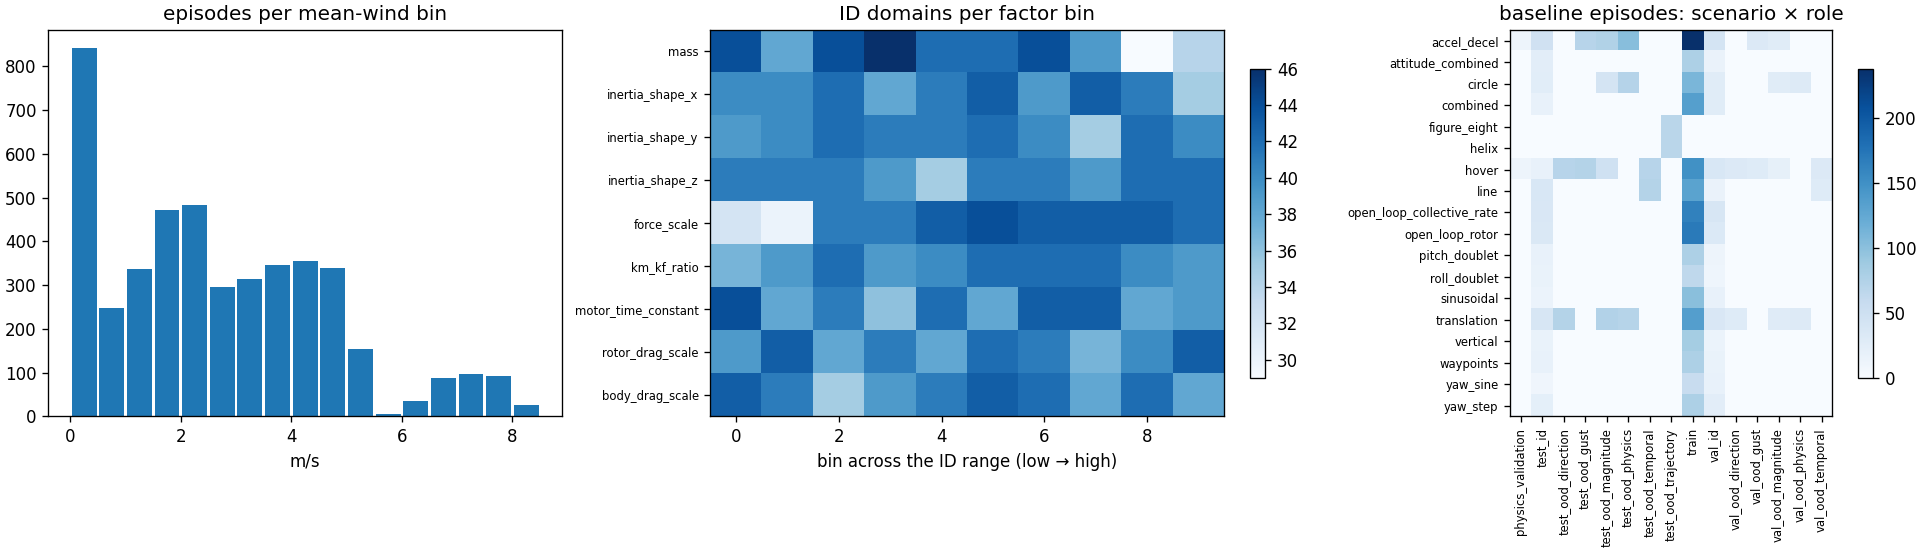 episodes per mean-wind bin
800
700
600
500
400
300
200
100
0
0 2 4 6 8
m/s
ID domains per factor bin
mass
inertia_shape_x
inertia_shape_y
inertia_shape_z
force_scale
km_kf_ratio
motor_time_constant
rotor_drag_scale
body_drag_scale
0 2 4 6 8
bin across the ID range (low → high)
46
44
42
40
38
36
34
32
30
baseline episodes: scenario × role
accel_decel
attitude_combined
circle
combined
figure_eight
helix
hover
line
open_loop_collective_rate
open_loop_rotor
pitch_doublet
roll_doublet
sinusoidal
translation
vertical
waypoints
yaw_sine
yaw_step
physics_validation
test_id
test_ood_direction
test_ood_gust
test_ood_magnitude
test_ood_physics
test_ood_temporal
test_ood_trajectory
train
val_id
val_ood_direction
val_ood_gust
val_ood_magnitude
val_ood_physics
val_ood_temporal
200
150
100
50
0